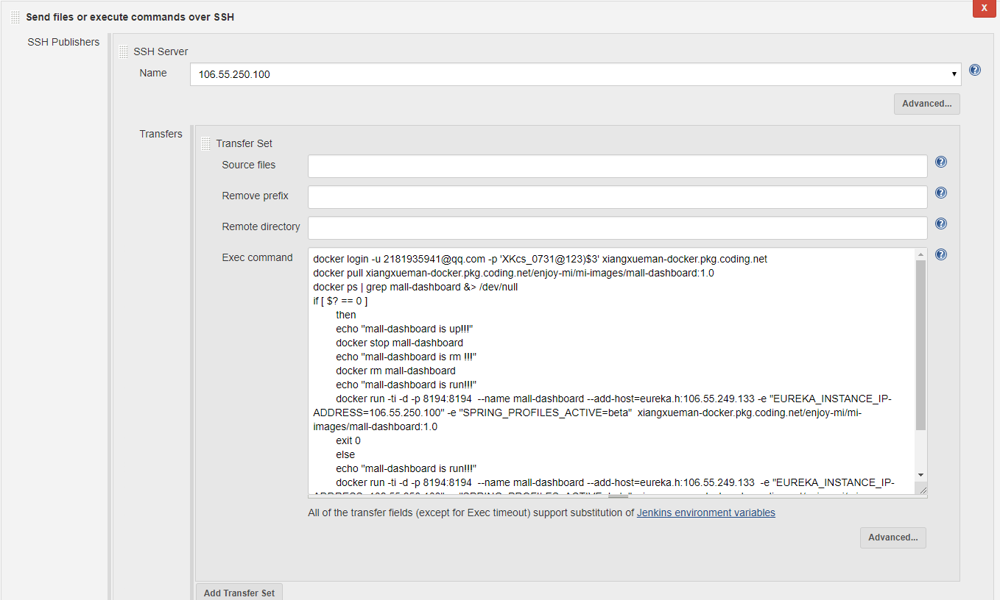 Send files or execute commands over SSH
X
SSH Publishers
SSH Server
Name
106.55.250.100
Advanced...
Transfers
Transfer Set
Source files
Remove prefix
Remote directory
Exec command
docker login -u 2181935941@qq.com -p 'XKcs_0731@123)$3' xiangxueman-docker.pkg.coding.net
docker pull xiangxueman-docker.pkg.coding.net/enjoy-mi/mi-images/mall-dashboard:1.0
docker ps | grep mall-dashboard &> /dev/null
if [ $? == 0 ]
then
echo "mall-dashboard is up!!!"
docker stop mall-dashboard
echo "mall-dashboard is rm !!!"
docker rm mall-dashboard
echo "mall-dashboard is run!!!"
docker run -ti -d -p 8194:8194  --name mall-dashboard --add-host=eureka.h:106.55.249.133 -e "EUREKA_INSTANCE_IP-
ADDRESS=106.55.250.100" -e "SPRING_PROFILES_ACTIVE=beta"  xiangxueman-docker.pkg.coding.net/enjoy-mi/mi-
images/mall-dashboard:1.0
exit 0
else
echo "mall-dashboard is run!!!"
docker run -ti -d -p 8194:8194  --name mall-dashboard --add-host=eureka.h:106.55.249.133  -e "EUREKA_INSTANCE_IP-
All of the transfer fields (except for Exec timeout) support substitution of Jenkins environment variables
Advanced...
Add Transfer Set